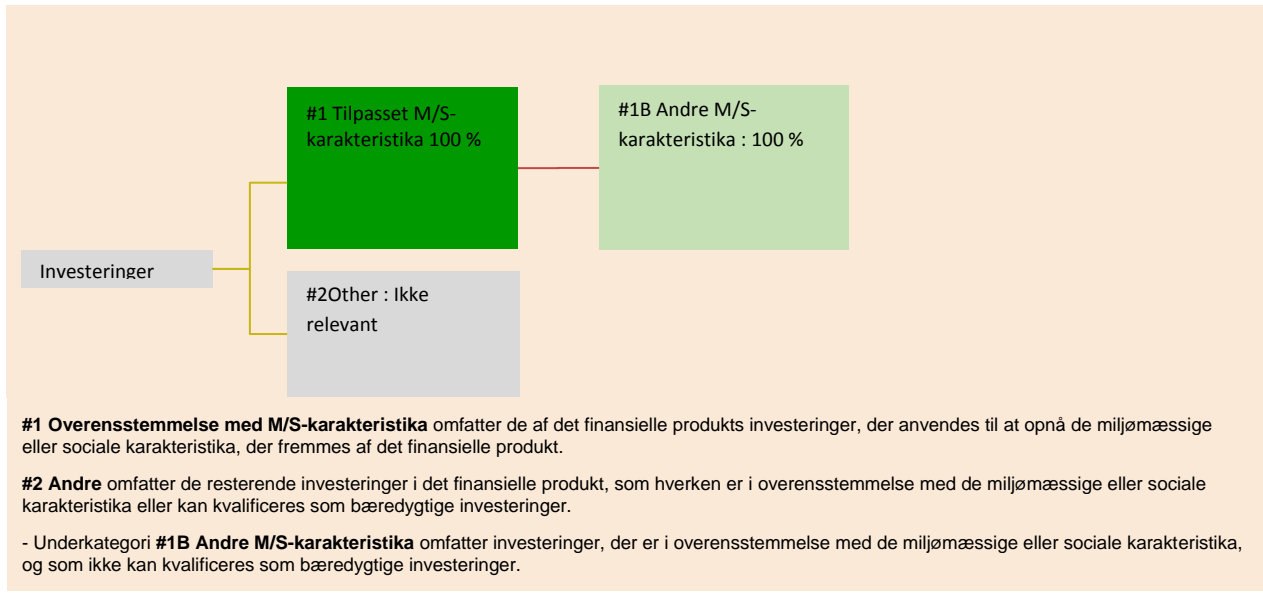 #1 Tilpasset M/S-
karakteristika 100 %
#1B Andre M/S-
karakteristika : 100 %
Investeringer
#2Other : Ikke
relevant
#1 Overensstemmelse med M/S-karakteristika omfatter de af det finansielle produkts investeringer, der anvendes til at opnå de miljømæssige
eller sociale karakteristika, der fremmes af det finansielle produkt.
#2 Andre omfatter de resterende investeringer i det finansielle produkt, som hverken er i overensstemmelse med de miljømæssige eller sociale
karakteristika eller kan kvalificeres som bæredygtige investeringer.
- Underkategori #1B Andre M/S-karakteristika omfatter investeringer, der er i overensstemmelse med de miljømæssige eller sociale karakteristika,
og som ikke kan kvalificeres som bæredygtige investeringer.